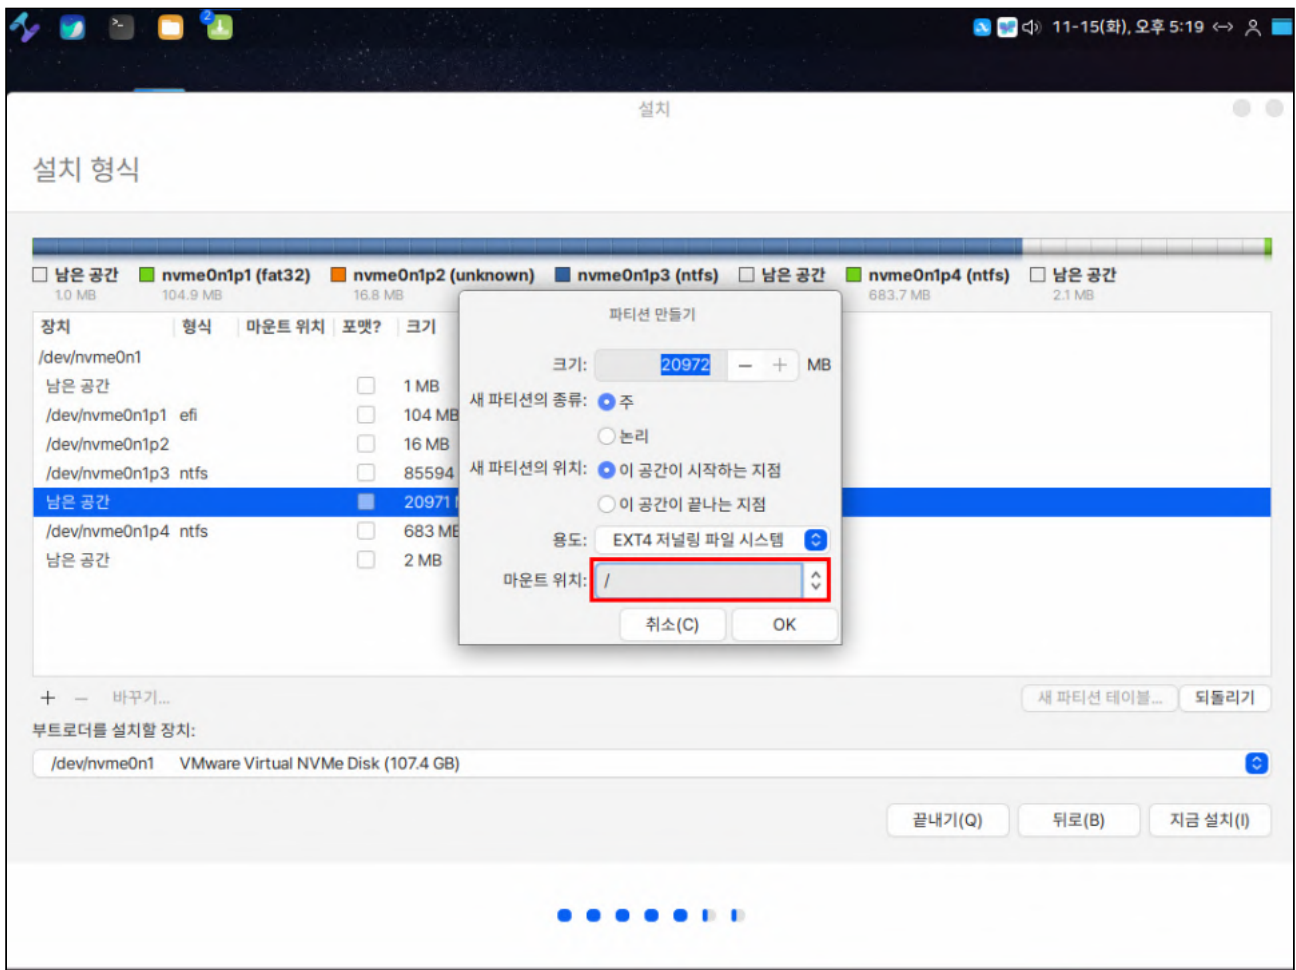 2
11-15(화), 오후 5:19
설치
설치 형식
남은 공간 nvme0n1p1 (fat32) nvme0n1p2 (unknown) nvme0n1p3 (ntfs) 남은 공간 nvme0n1p4 (ntfs) 남은 공간
1.0 MB 104.9 MB 16.8 MB 683.7 MB 2.1 MB
장치 형식 마운트 위치 포맷? 크기
/dev/nvme0n1
남은 공간 1 MB
/dev/nvme0n1p1 efi 104 MB
/dev/nvme0n1p2 16 MB
/dev/nvme0n1p3 ntfs 85594
남은 공간 20971
/dev/nvme0n1p4 ntfs 683 MB
남은 공간 2 MB
파티션 만들기
크기: 20972 − + MB
새 파티션의 종류: 주
논리
새 파티션의 위치: 이 공간이 시작하는 지점
이 공간이 끝나는 지점
용도: EXT4 저널링 파일 시스템
마운트 위치: /
취소(C) OK
+ − 바꾸기... 새 파티션 테이블... 되돌리기
부트로더를 설치할 장치:
/dev/nvme0n1 VMware Virtual NVMe Disk (107.4 GB)
끝내기(Q) 뒤로(B) 지금 설치(I)